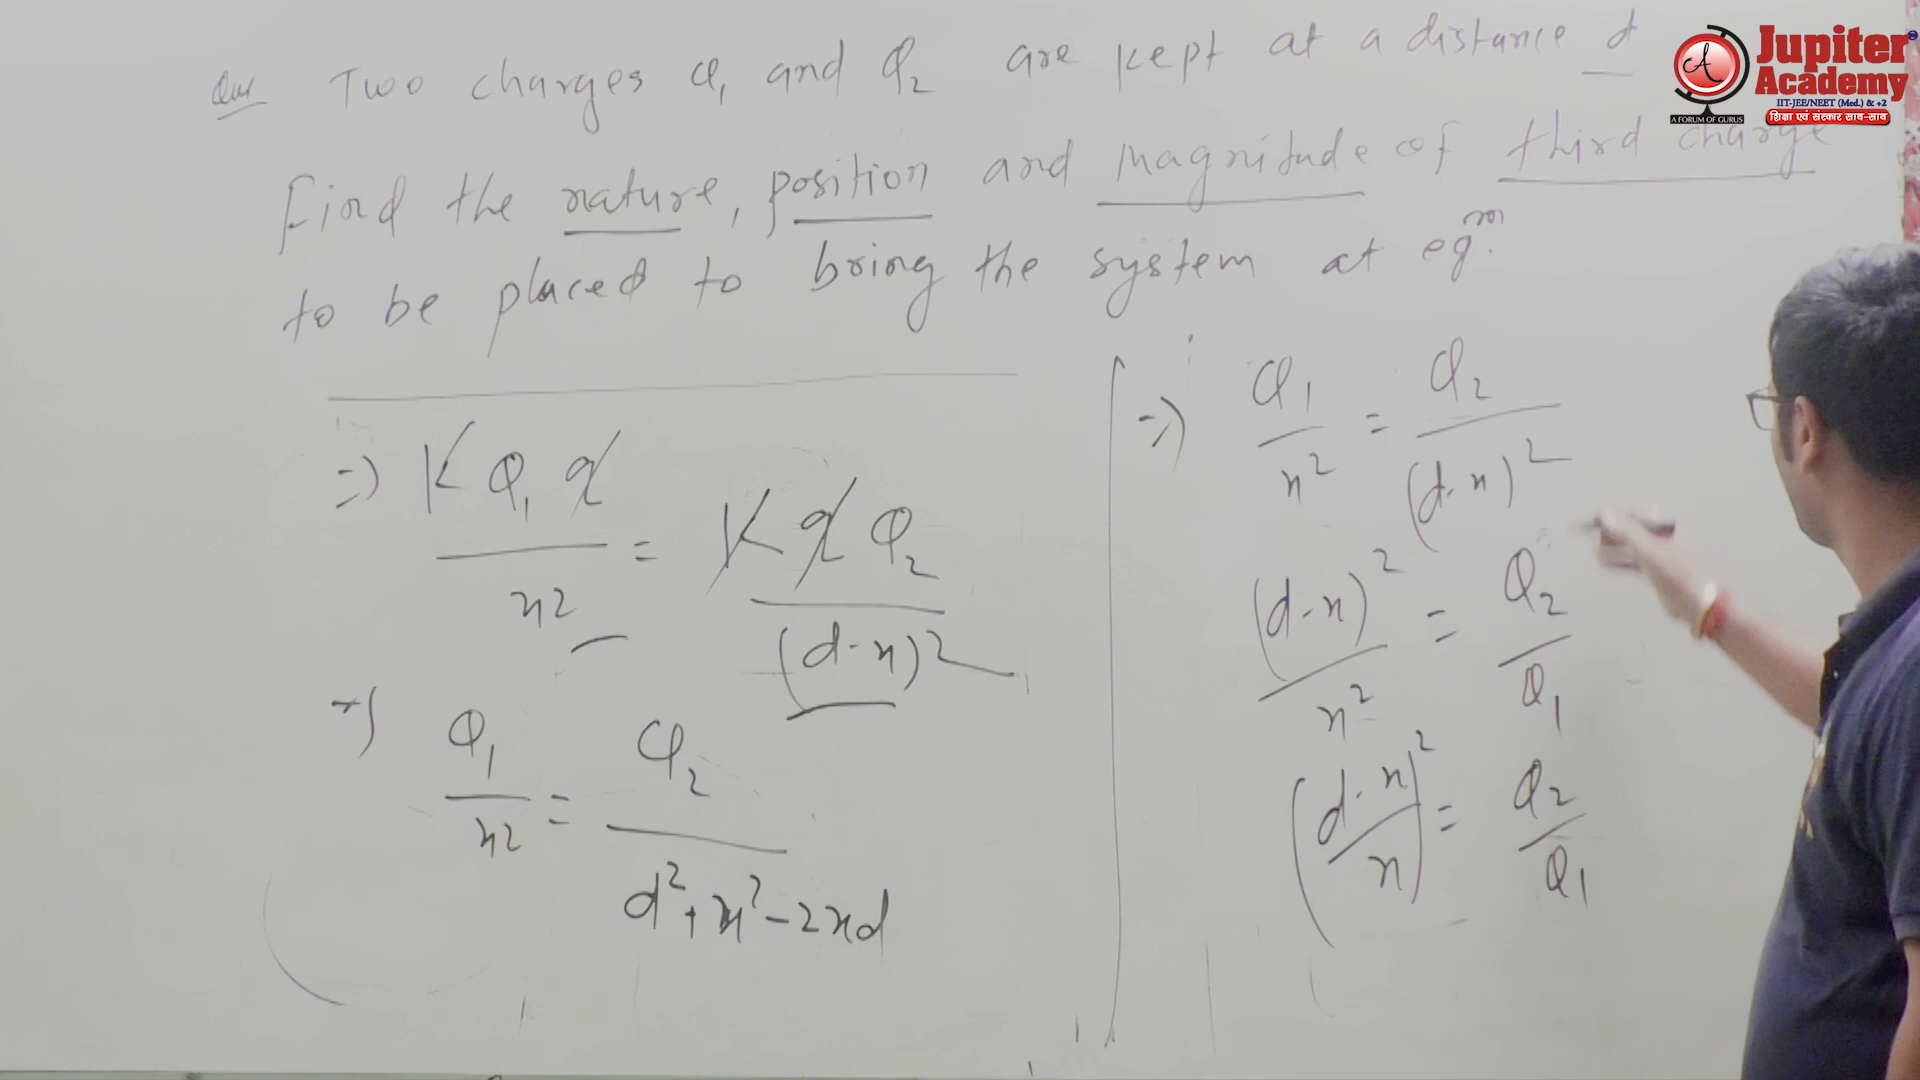 Que Two charges Q₁ and Q₂ are kept at a distance d
Find the nature, position and magnitude of third charge
to be placed to bring the system at eqᵐ.
=) K Q₁ q / x² = K q Q₂ / (d-x)²
=) Q₁ / x² = Q₂ / d² + x² - 2xd
=) Q₁ / x² = Q₂ / (d-x)²
(d-x)² / x² = Q₂ / Q₁
(d-x / x)² = Q₂ / Q₁
A
Jupiter
Academy
IIT-JEE/NEET (Med.) & +2
A FORUM OF GURUS
शिक्षा एवं संस्कार साथ-साथ